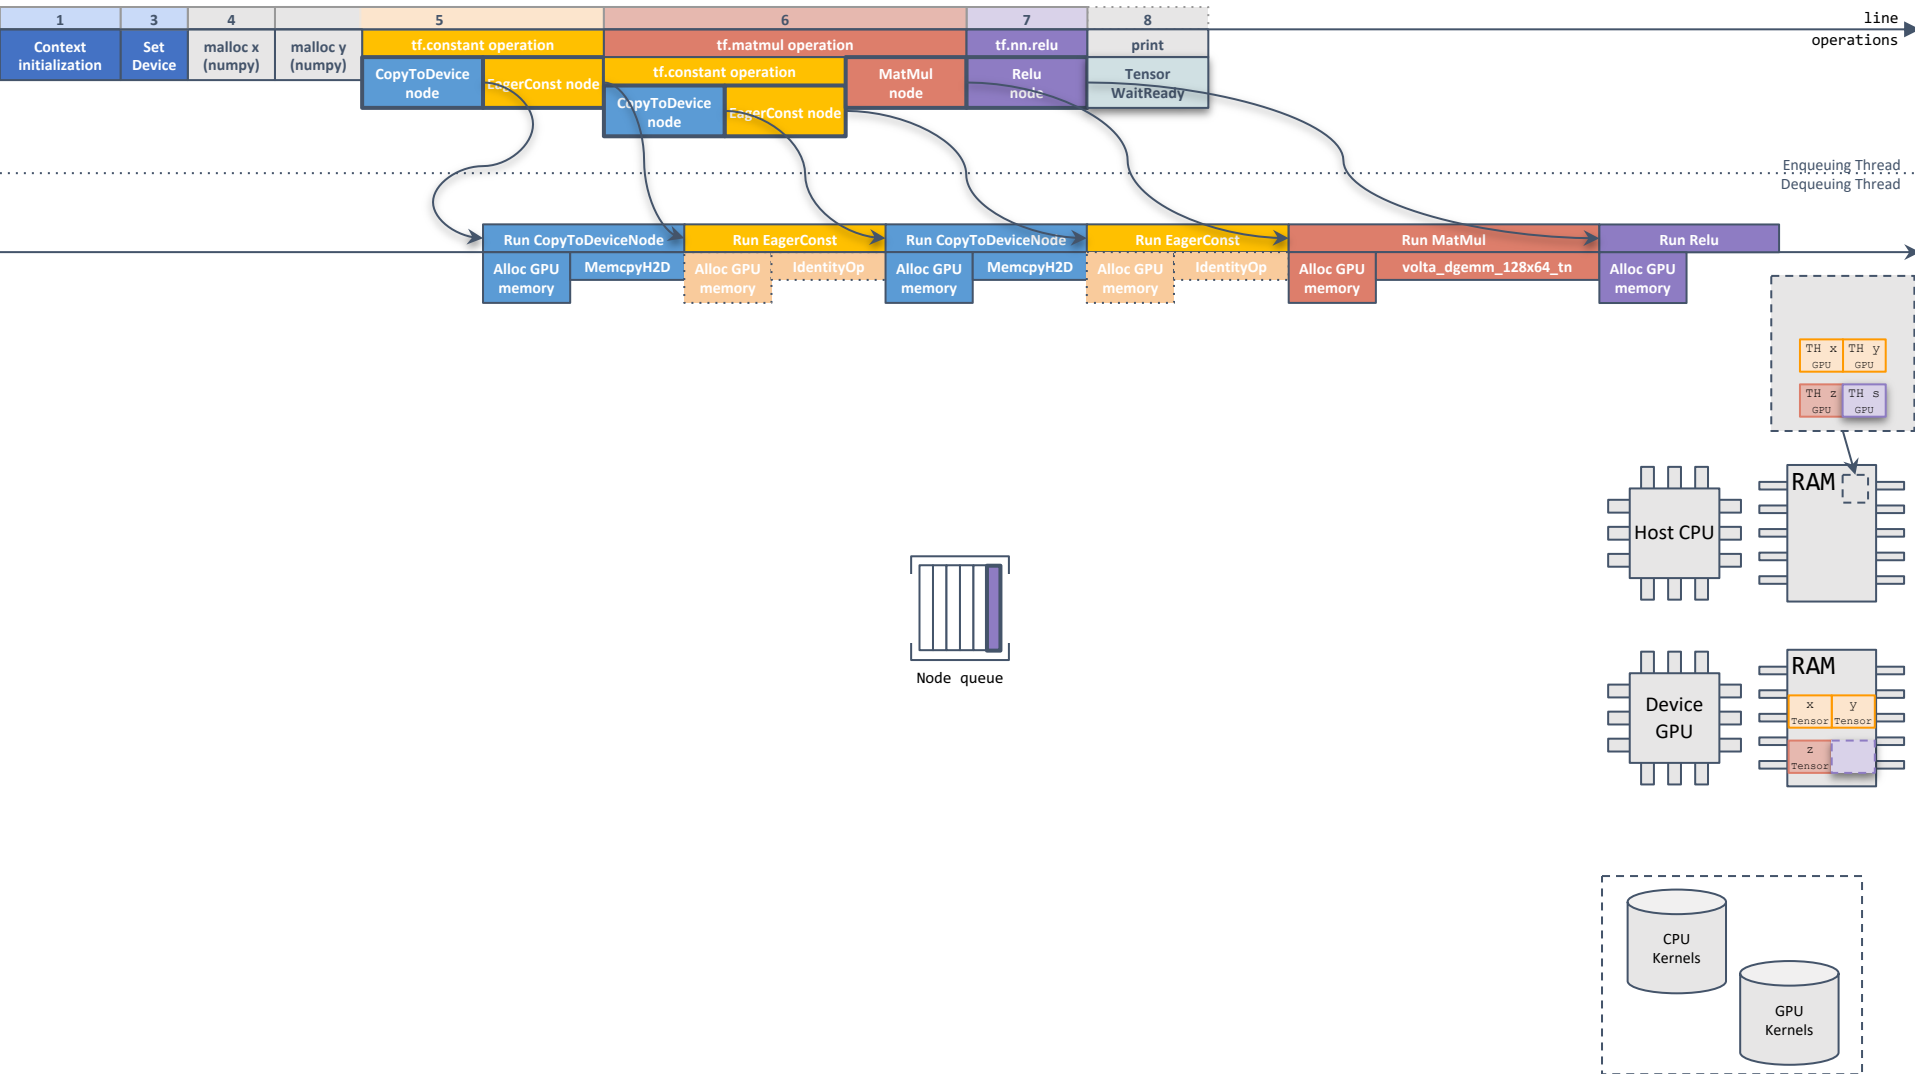 1 3 4 5 6 7 8 line
Context initialization
Set Device
malloc x (numpy)
malloc y (numpy)
tf.constant operation
tf.matmul operation
tf.nn.relu
print
operations
CopyToDevice node
EagerConst node
tf.constant operation
MatMul node
Relu node
Tensor WaitReady
CopyToDevice node
EagerConst node
Enqueuing Thread
Dequeuing Thread
Run CopyToDeviceNode
Run EagerConst
Run CopyToDeviceNode
Run EagerConst
Run MatMul
Run Relu
Alloc GPU memory
MemcpyH2D
Alloc GPU memory
IdentityOp
Alloc GPU memory
MemcpyH2D
Alloc GPU memory
IdentityOp
Alloc GPU memory
volta_dgemm_128x64_tn
Alloc GPU memory
TH x GPU
TH y GPU
TH z GPU
TH s GPU
Host CPU
RAM
Node queue
Device GPU
RAM
x Tensor
y Tensor
z Tensor
CPU Kernels
GPU Kernels